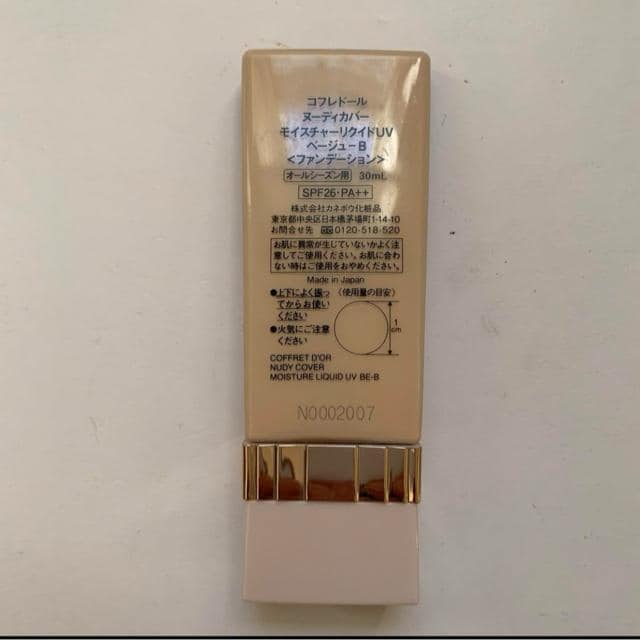 コフレドール
ヌーディカバー
モイスチャーリクイドUV
ベージュ-B
<ファンデーション>
オールシーズン用 30mL
SPF26・PA++
株式会社カネボウ化粧品
東京都中央区日本橋茅場町1-14-10
お問合せ先 0120-518-520
お肌に異常が生じていないかよく注
意してご使用ください。お肌に合わ
ない時はご使用をおやめください。
Made in Japan
●上下によく振っ
てからお使い
ください
(使用量の目安)
1
cm
●火気にご注意
ください
COFFRET D'OR
NUDY COVER
MOISTURE LIQUID UV BE-B
N0002007